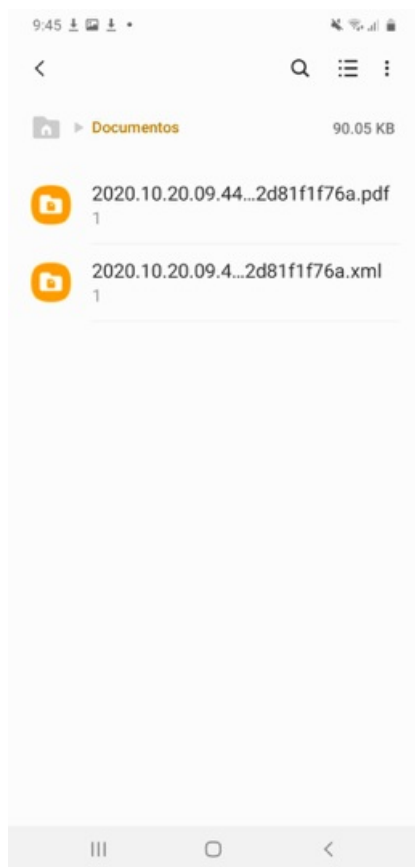 9:45
Documentos 90.05 KB
2020.10.20.09.44...2d81f1f76a.pdf
1
2020.10.20.09.4...2d81f1f76a.xml
1